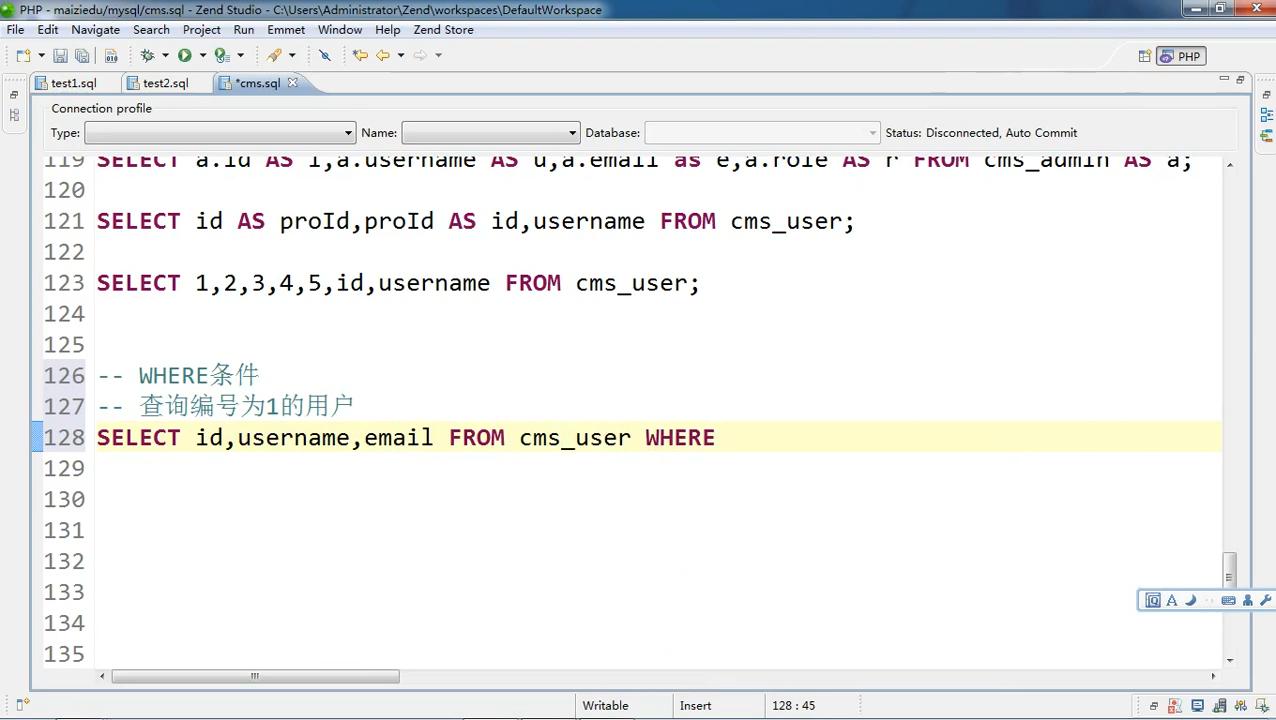 PHP - maiziedu/mysql/cms.sql - Zend Studio - C:\Users\Administrator\Zend\workspaces\DefaultWorkspace
File Edit Navigate Search Project Run Emmet Window Help Zend Store
PHP
test1.sql test2.sql *cms.sql
Connection profile
Type: Name: Database: Status: Disconnected, Auto Commit
119 SELECT a.id AS i,a.username AS u,a.email as e,a.role AS r FROM cms_admin AS a;
120
121 SELECT id AS proId,proId AS id,username FROM cms_user;
122
123 SELECT 1,2,3,4,5,id,username FROM cms_user;
124
125
126 -- WHERE条件
127 -- 查询编号为1的用户
128 SELECT id,username,email FROM cms_user WHERE
129
130
131
132
133
134
135
Writable Insert 128 : 45